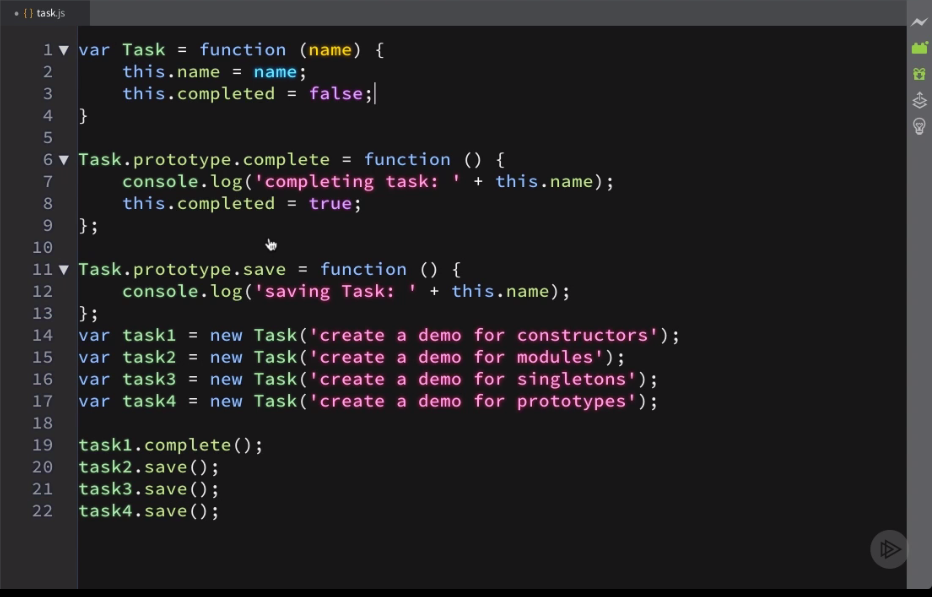 task.js
1 var Task = function (name) {
2 this.name = name;
3 this.completed = false;
4 }
5
6 Task.prototype.complete = function () {
7 console.log('completing task: ' + this.name);
8 this.completed = true;
9 };
10
11 Task.prototype.save = function () {
12 console.log('saving Task: ' + this.name);
13 };
14 var task1 = new Task('create a demo for constructors');
15 var task2 = new Task('create a demo for modules');
16 var task3 = new Task('create a demo for singletons');
17 var task4 = new Task('create a demo for prototypes');
18
19 task1.complete();
20 task2.save();
21 task3.save();
22 task4.save();